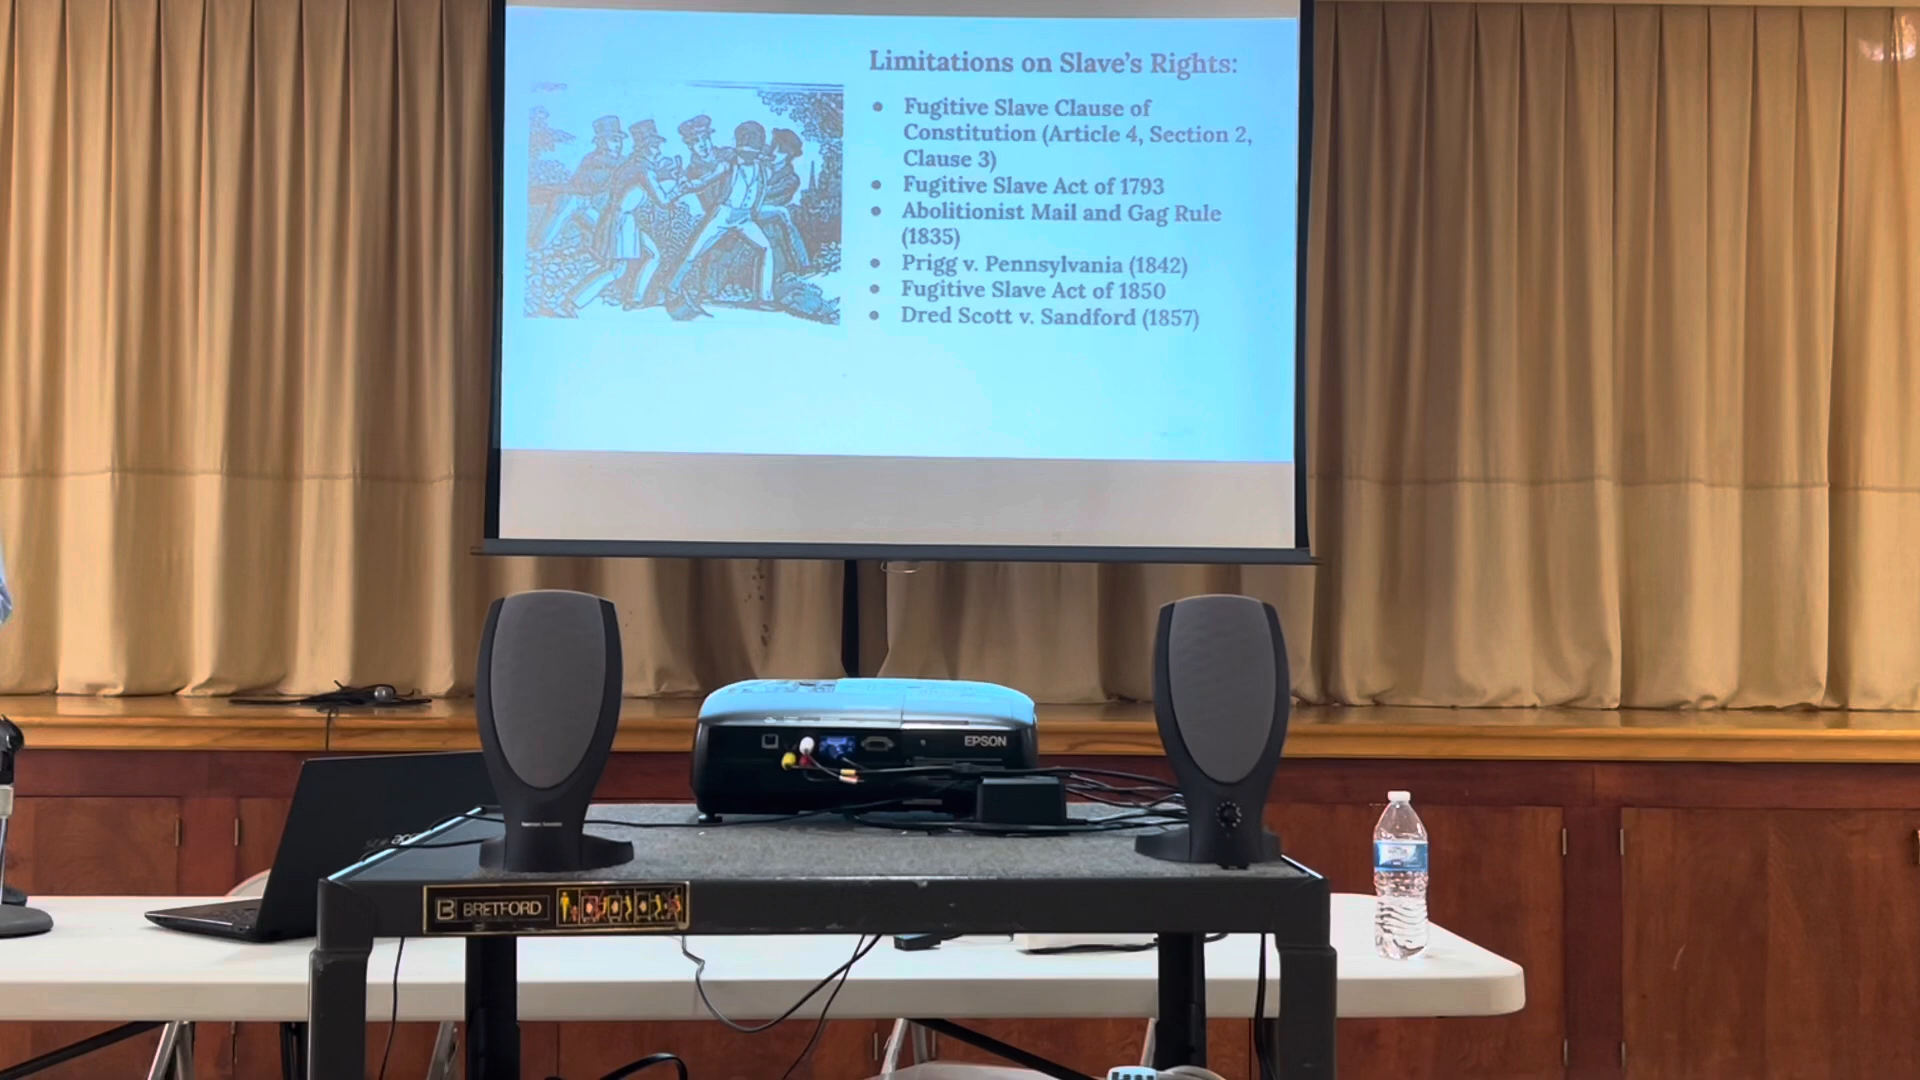 Limitations on Slave's Rights:
Fugitive Slave Clause of
Constitution (Article 4, Section 2,
Clause 3)
Fugitive Slave Act of 1793
Abolitionist Mail and Gag Rule
(1835)
Prigg v. Pennsylvania (1842)
Fugitive Slave Act of 1850
Dred Scott v. Sandford (1857)
EPSON
acer
B BRETFORD